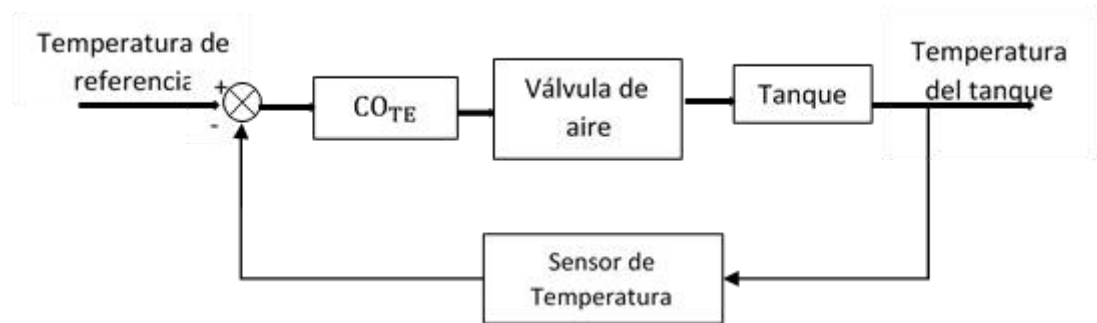 Temperatura de
referencia
+
-
CO_TE
Válvula de
aire
Tanque
Temperatura
del tanque
Sensor de
Temperatura